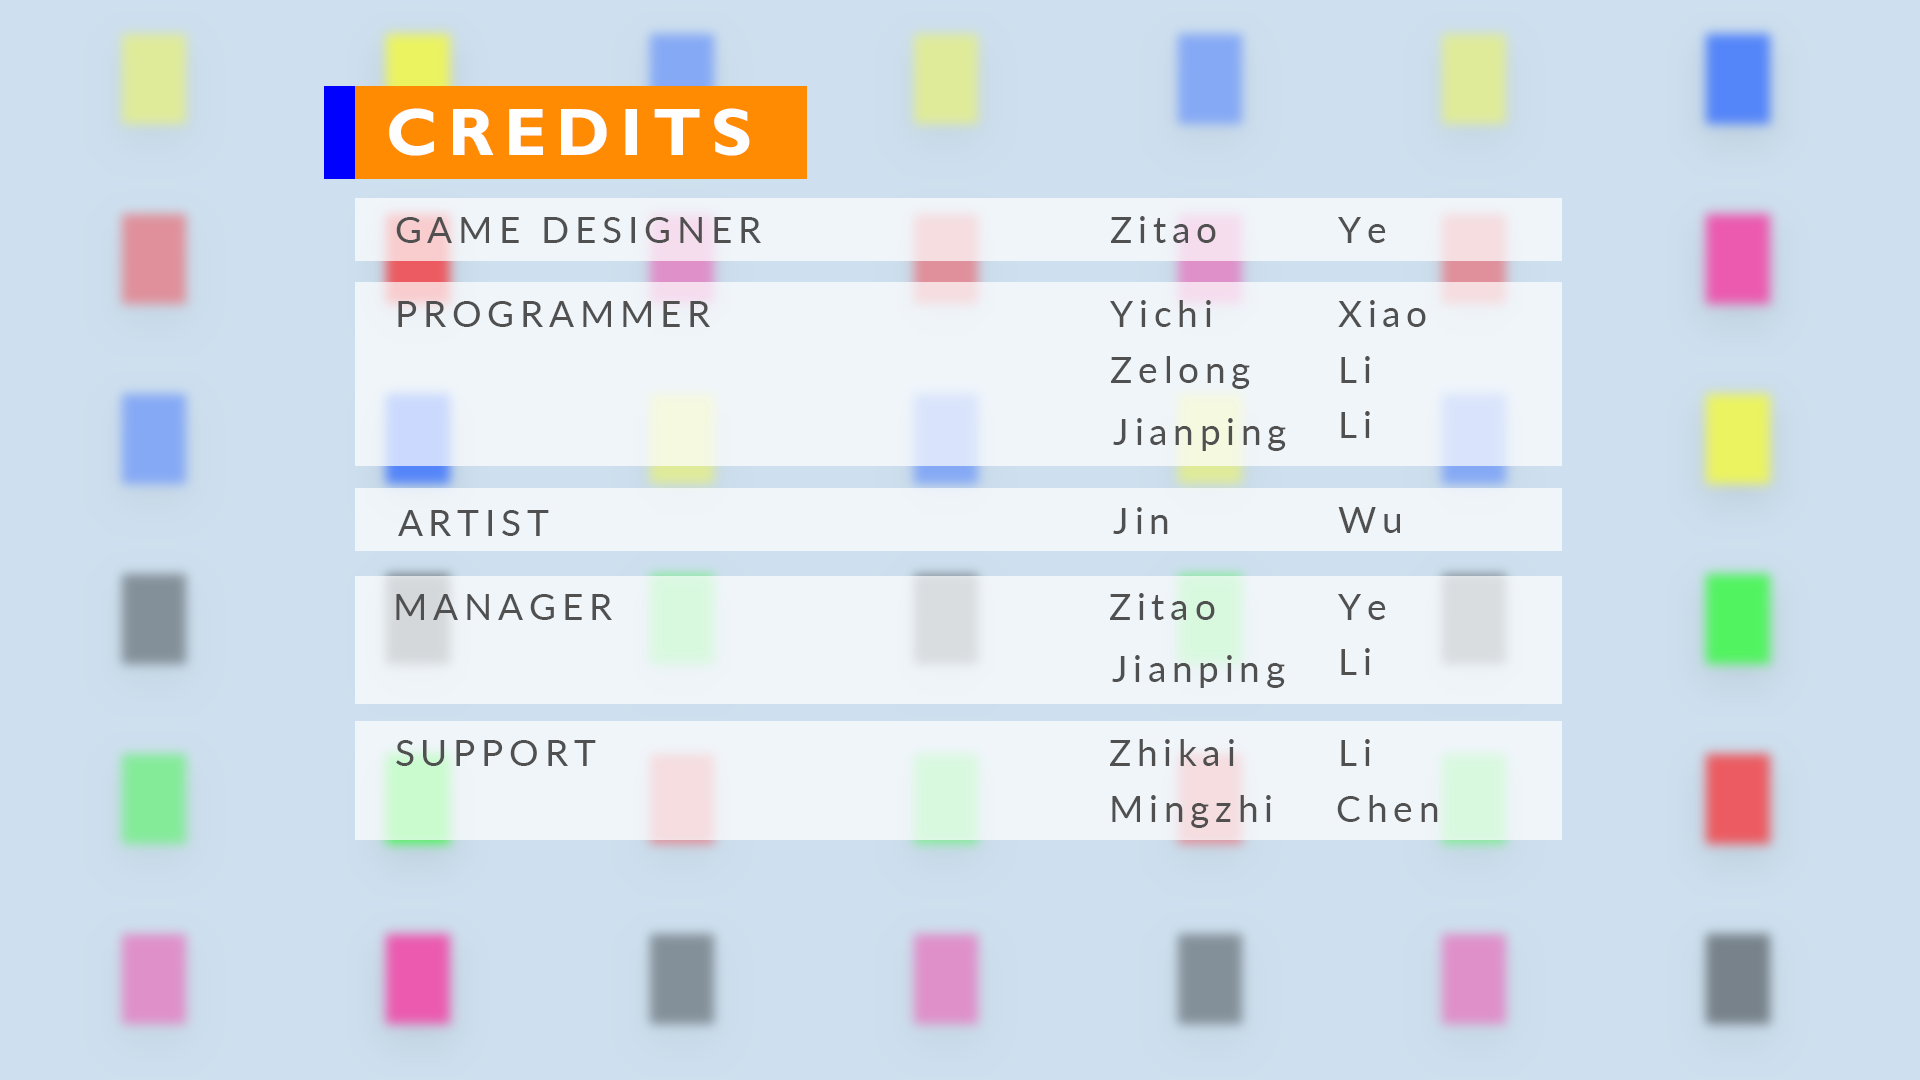 CREDITS
GAME DESIGNER Zitao Ye
PROGRAMMER Yichi Xiao
Zelong Li
Jianping Li
ARTIST Jin Wu
MANAGER Zitao Ye
Jianping Li
SUPPORT Zhikai Li
Mingzhi Chen